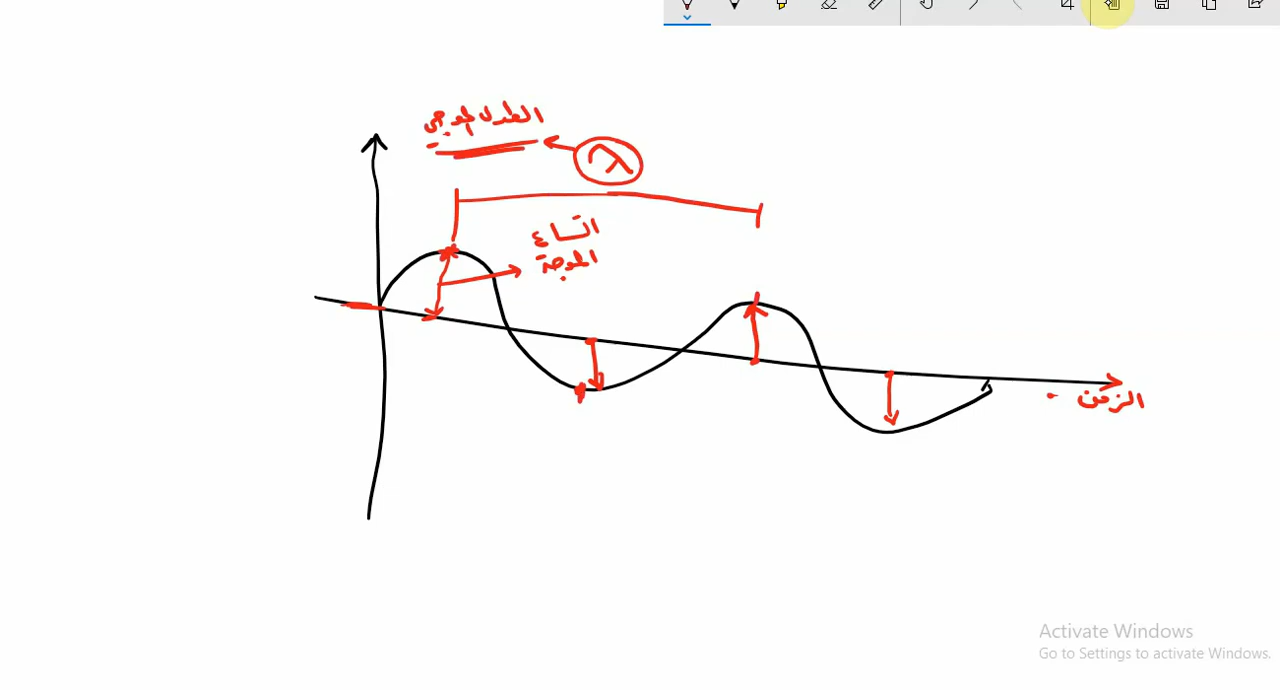 الطول الموجي
λ
اتساع
الموجة
الزمن
Activate Windows
Go to Settings to activate Windows.